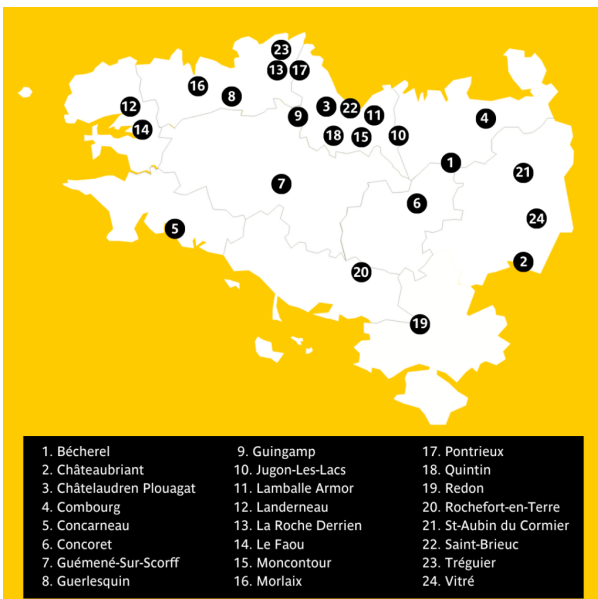 23
13
17
16
8
12
3
22
9
11
4
14
18
15
10
1
21
7
6
24
5
2
20
19
1. Bécherel
2. Châteaubriant
3. Châtelaudren Plouagat
4. Combourg
5. Concarneau
6. Concoret
7. Guémené-Sur-Scorff
8. Guerlesquin
9. Guingamp
10. Jugon-Les-Lacs
11. Lamballe Armor
12. Landerneau
13. La Roche Derrien
14. Le Faou
15. Moncontour
16. Morlaix
17. Pontrieux
18. Quintin
19. Redon
20. Rochefort-en-Terre
21. St-Aubin du Cormier
22. Saint-Brieuc
23. Tréguier
24. Vitré